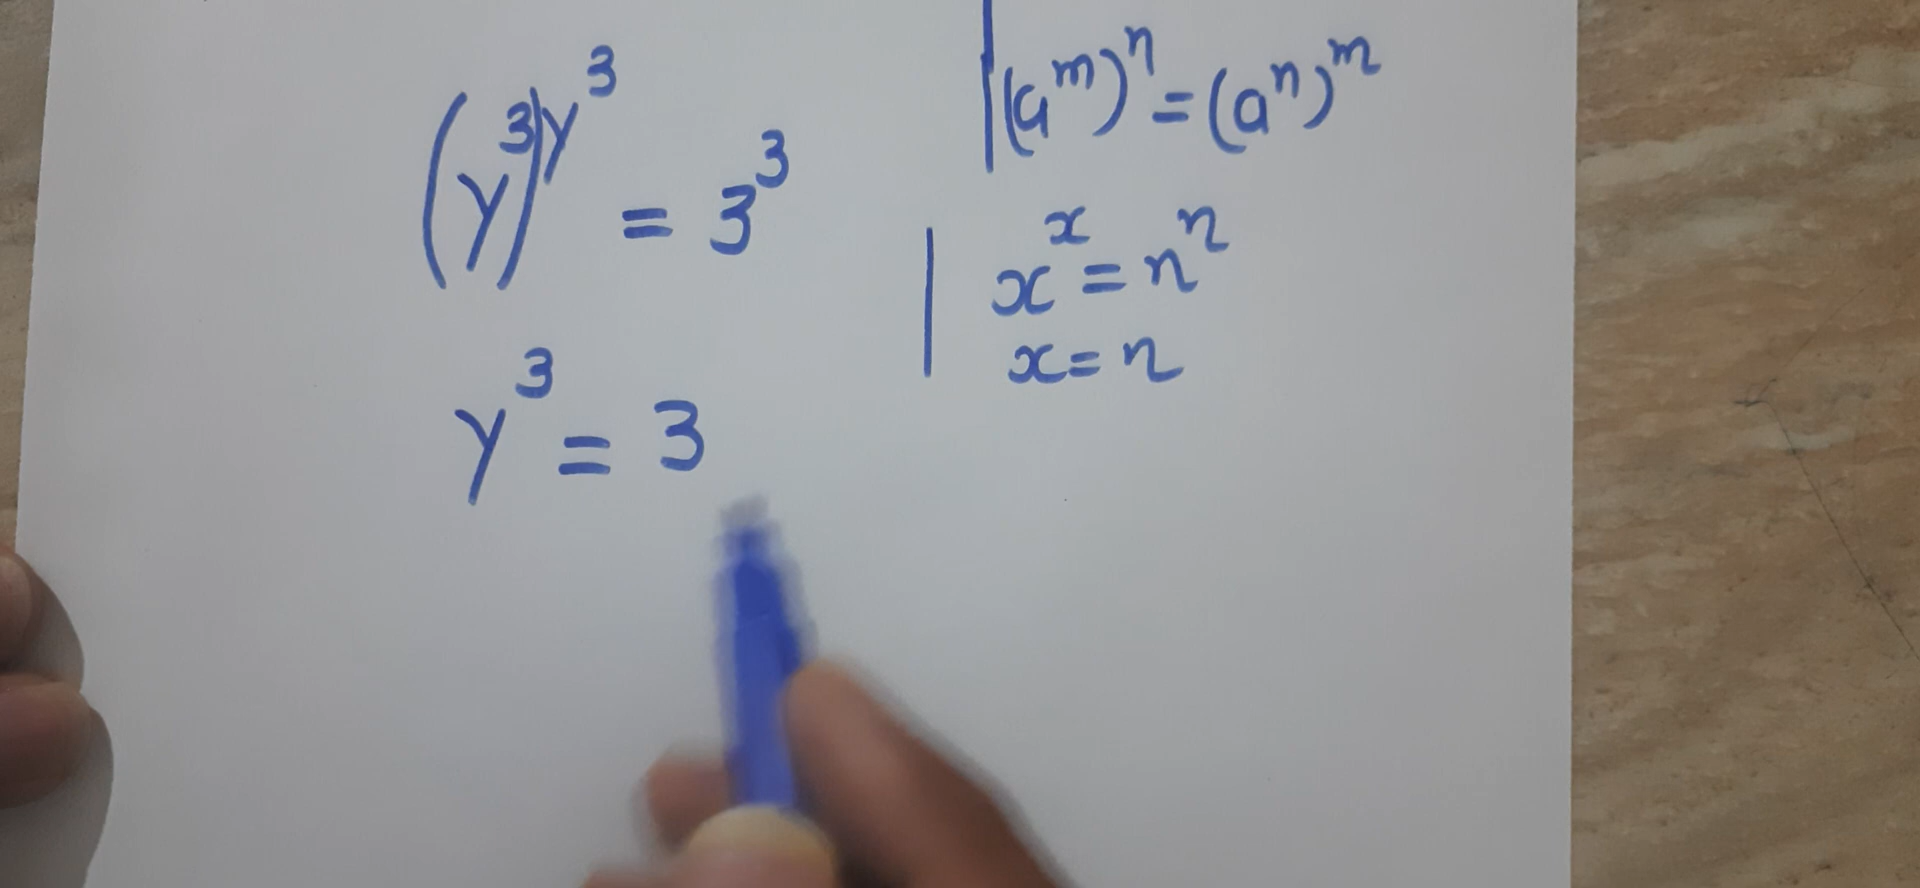 (y³)^y³ = 3³
y³ = 3
(a^m)^n = (a^n)^m
x^x = n^n
x = n